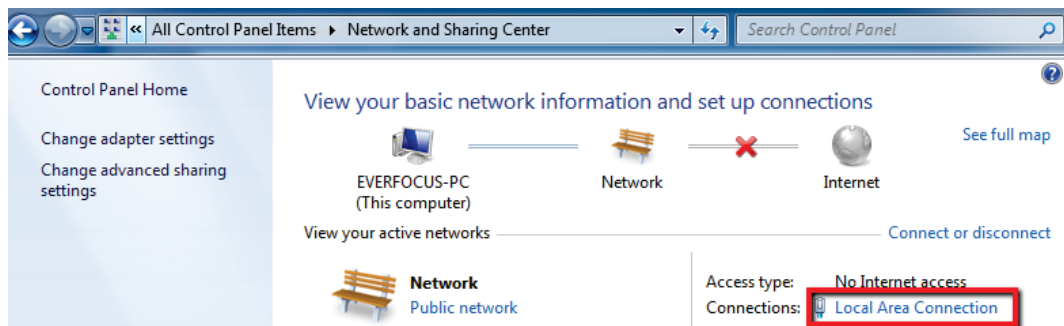 « All Control Panel Items ▸ Network and Sharing Center Search Control Panel
Control Panel Home
View your basic network information and set up connections
Change adapter settings
See full map
Change advanced sharing
settings
EVERFOCUS-PC Network Internet
(This computer)
View your active networks Connect or disconnect
Network Access type: No Internet access
Public network Connections: Local Area Connection